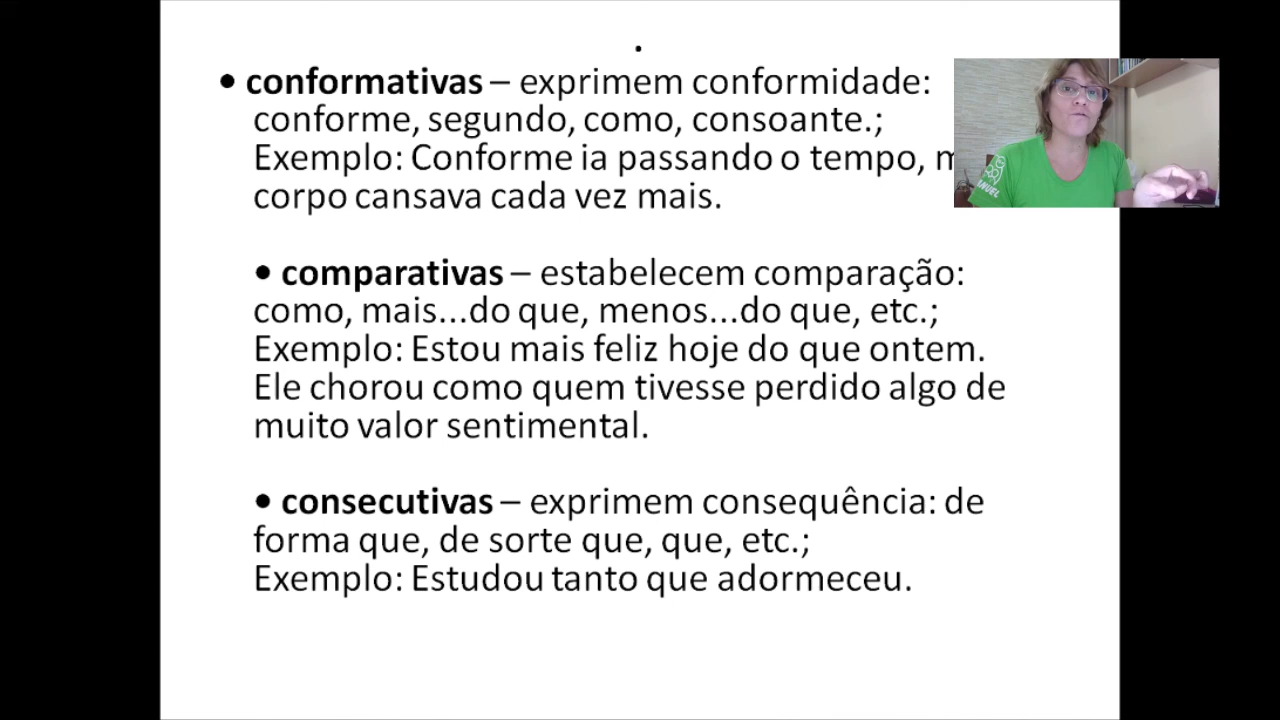 .
• conformativas – exprimem conformidade:
conforme, segundo, como, consoante.;
Exemplo: Conforme ia passando o tempo,
corpo cansava cada vez mais.
• comparativas – estabelecem comparação:
como, mais...do que, menos...do que, etc.;
Exemplo: Estou mais feliz hoje do que ontem.
Ele chorou como quem tivesse perdido algo de
muito valor sentimental.
• consecutivas – exprimem consequência: de
forma que, de sorte que, que, etc.;
Exemplo: Estudou tanto que adormeceu.